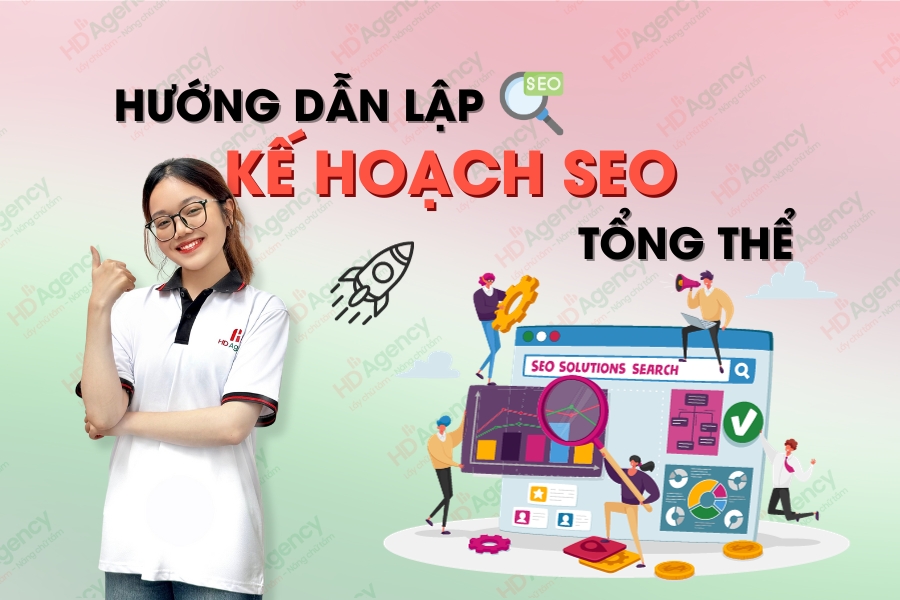 HƯỚNG DẪN LẬP
SEO
KẾ HOẠCH SEO
TỔNG THỂ
SEO SOLUTIONS SEARCH
HD Agency